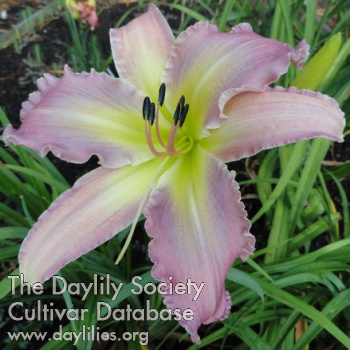 The Daylily Society
Cultivar Database
www.daylilies.org